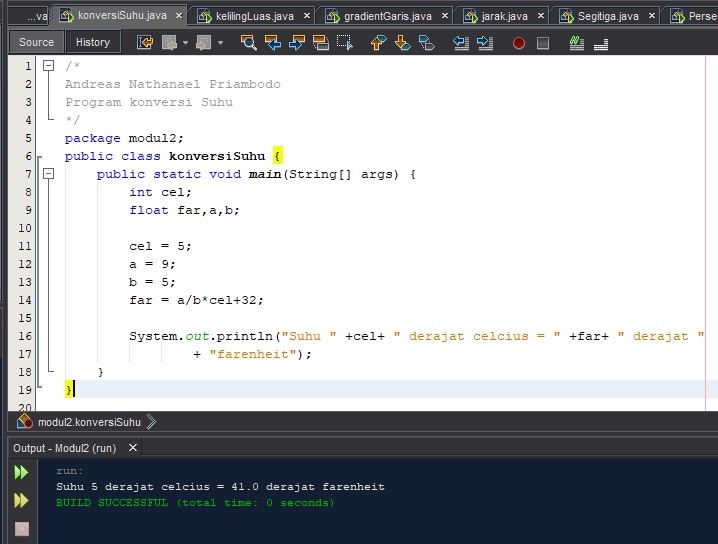 ...va konversiSuhu.java × kelilingLuas.java × gradientGaris.java × jarak.java × Segitiga.java × Perse
Source History
1 /*
2 Andreas Nathanael Priambodo
3 Program konversi Suhu
4 */
5 package modul2;
6 public class konversiSuhu {
7 public static void main(String[] args) {
8 int cel;
9 float far,a,b;
10
11 cel = 5;
12 a = 9;
13 b = 5;
14 far = a/b*cel+32;
15
16 System.out.println("Suhu " +cel+ " derajat celcius = " +far+ " derajat "
17 + "farenheit");
18 }
19 }
20
modul2.konversiSuhu
Output - Modul2 (run) ×
run:
Suhu 5 derajat celcius = 41.0 derajat farenheit
BUILD SUCCESSFUL (total time: 0 seconds)